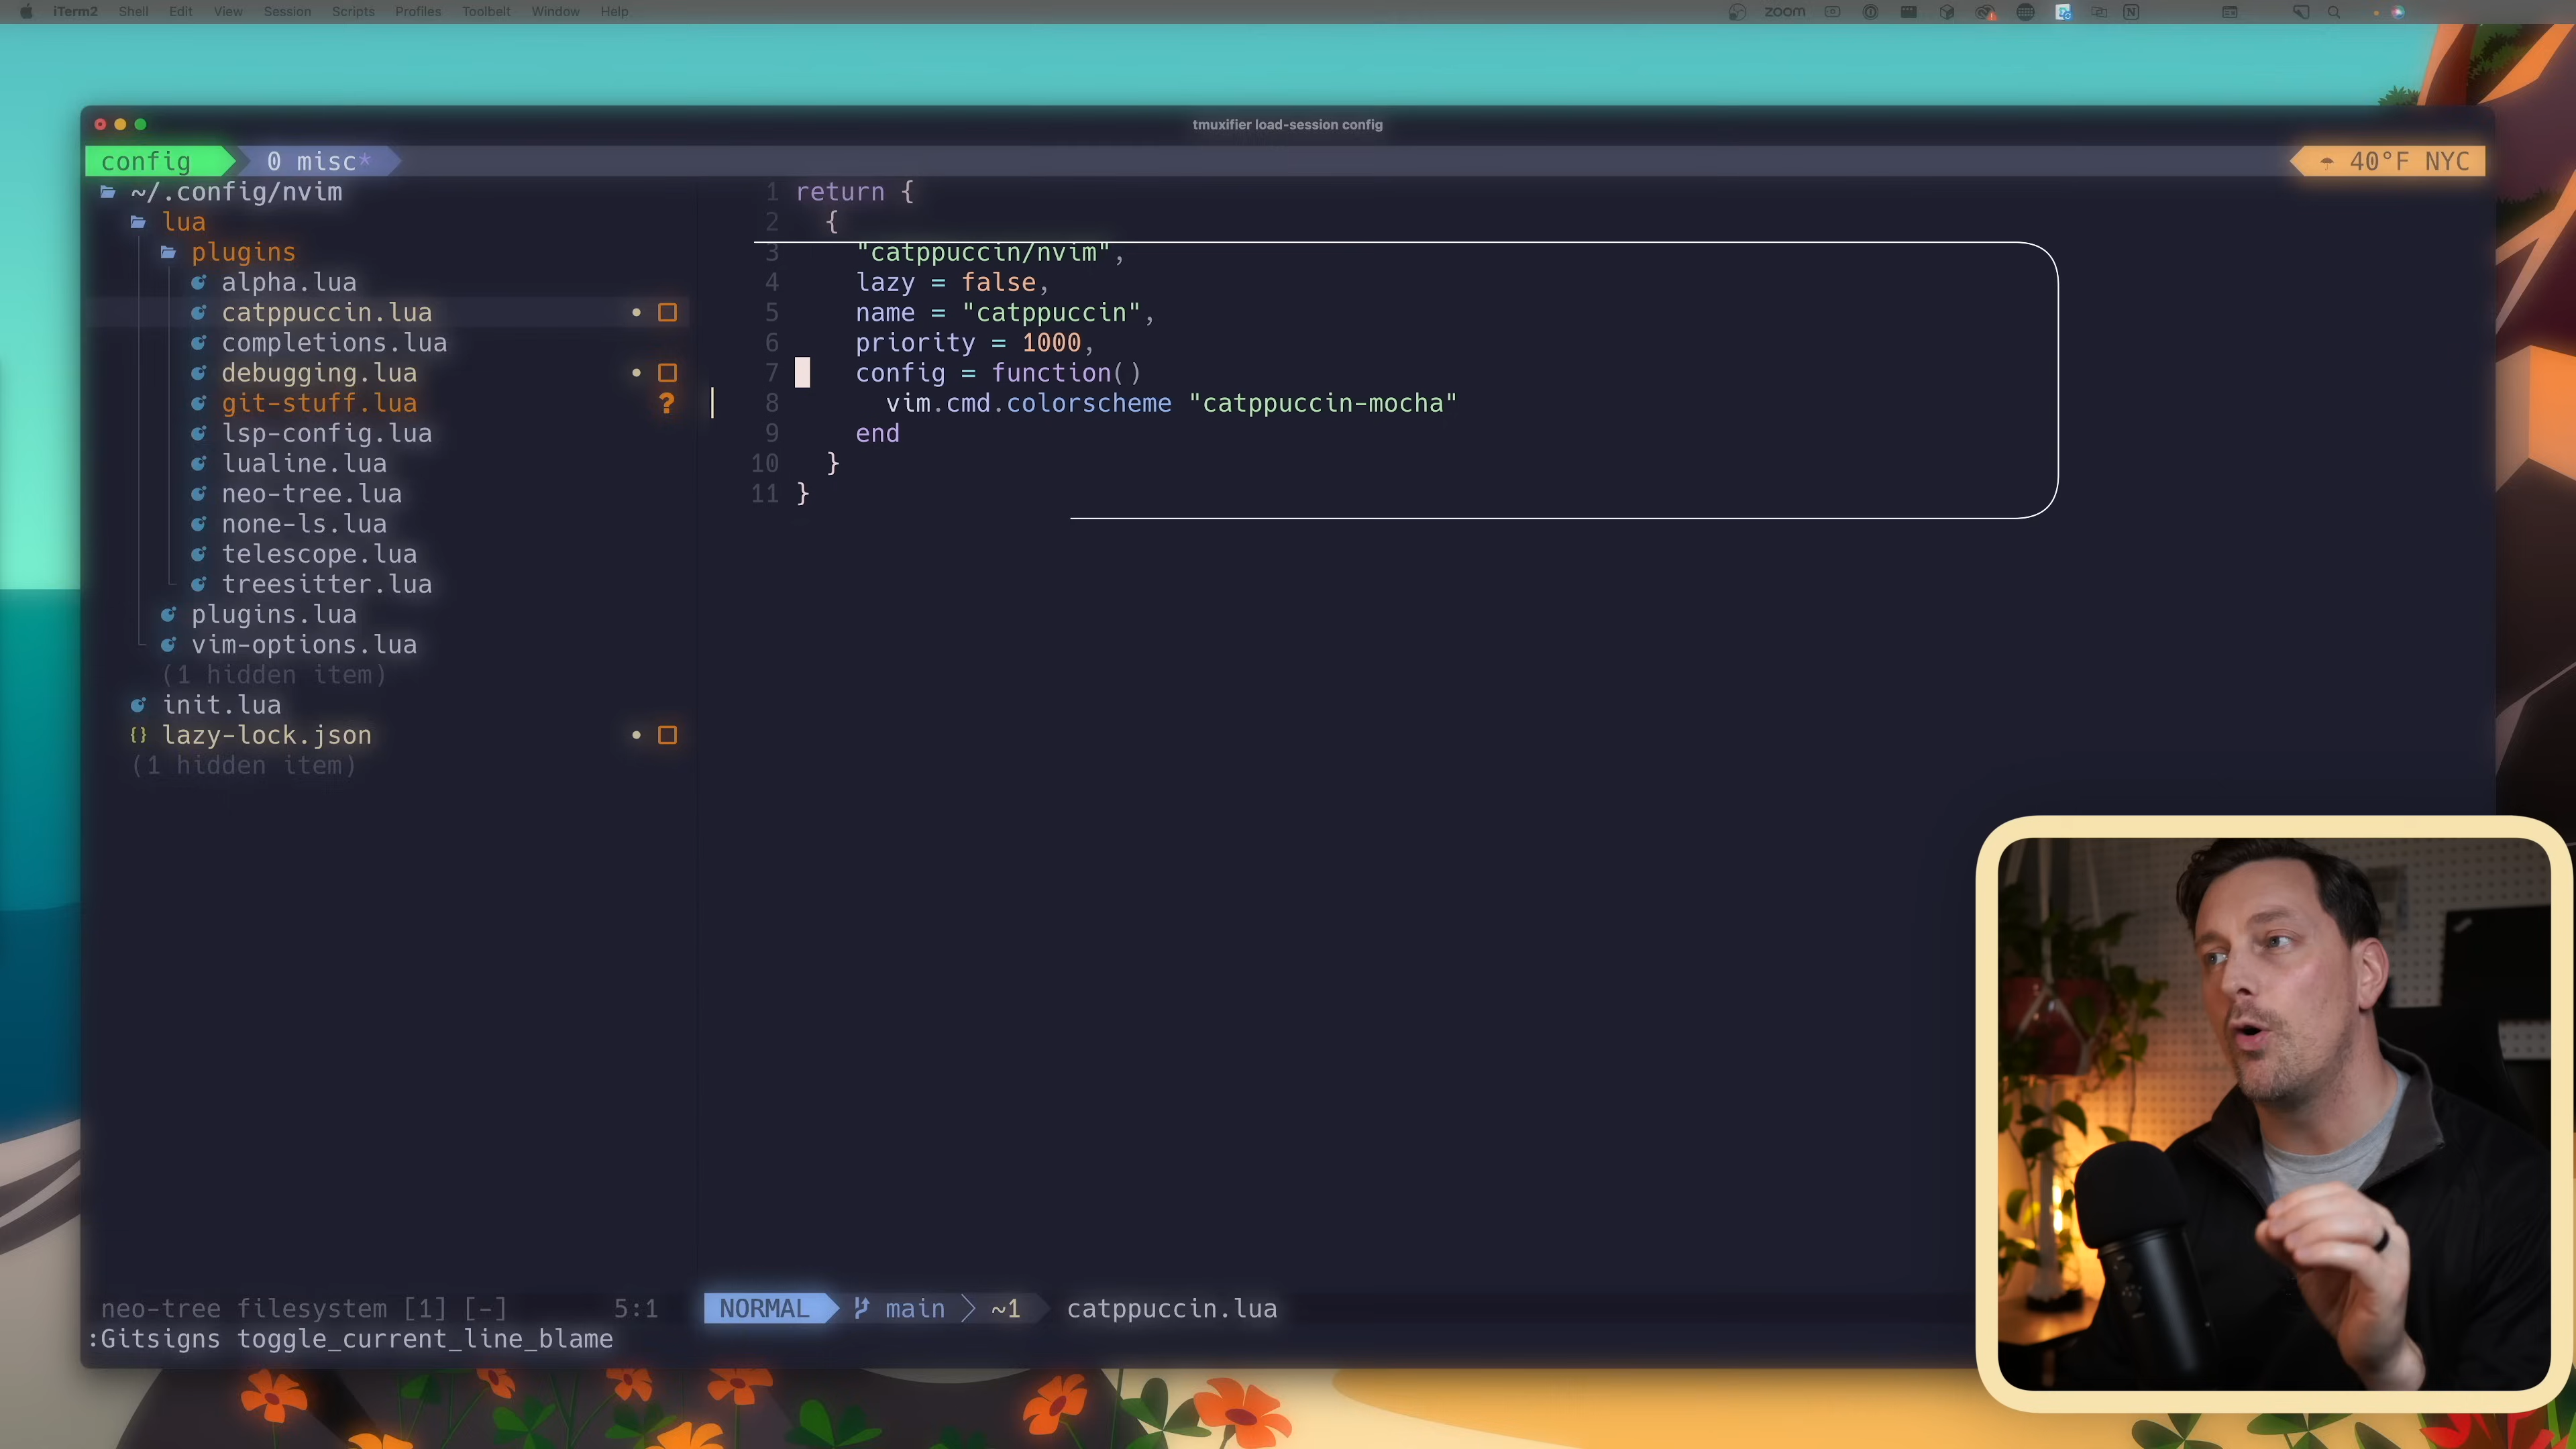 iTerm2 Shell Edit View Session Scripts Profiles Toolbelt Window Help zoom
tmuxifier load-session config
config 0 misc* 40°F NYC
~/.config/nvim
lua
plugins
alpha.lua
catppuccin.lua
completions.lua
debugging.lua
git-stuff.lua ?
lsp-config.lua
lualine.lua
neo-tree.lua
none-ls.lua
telescope.lua
treesitter.lua
plugins.lua
vim-options.lua
(1 hidden item)
init.lua
{} lazy-lock.json
(1 hidden item)
1 return {
2 {
3 "catppuccin/nvim",
4 lazy = false,
5 name = "catppuccin",
6 priority = 1000,
7 config = function()
8 vim.cmd.colorscheme "catppuccin-mocha"
9 end
10 }
11 }
neo-tree filesystem [1] [-] 5:1 NORMAL main ~1 catppuccin.lua
:Gitsigns toggle_current_line_blame